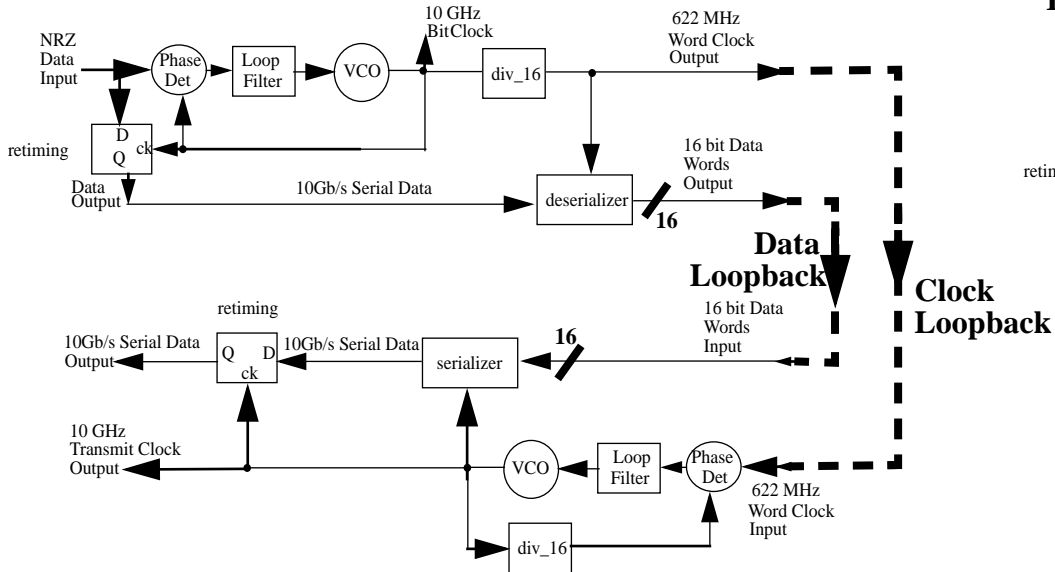 NRZ
Data
Input
Phase
Det
Loop
Filter
VCO
10 GHz
BitClock
div_16
622 MHz
Word Clock
Output
retiming
D
Q
ck
Data
Output
10Gb/s Serial Data
deserializer
16
16 bit Data
Words
Output
retin
Data
Loopback
Clock
Loopback
retiming
10Gb/s Serial Data
Output
Q D
ck
10Gb/s Serial Data
serializer
16
16 bit Data
Words
Input
10 GHz
Transmit Clock
Output
VCO
Loop
Filter
Phase
Det
622 MHz
Word Clock
Input
div_16